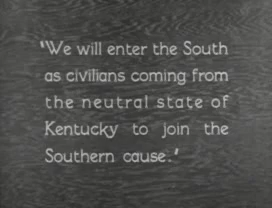 "We will enter the South
as civilians coming from
the neutral state of
Kentucky to join the
Southern cause."